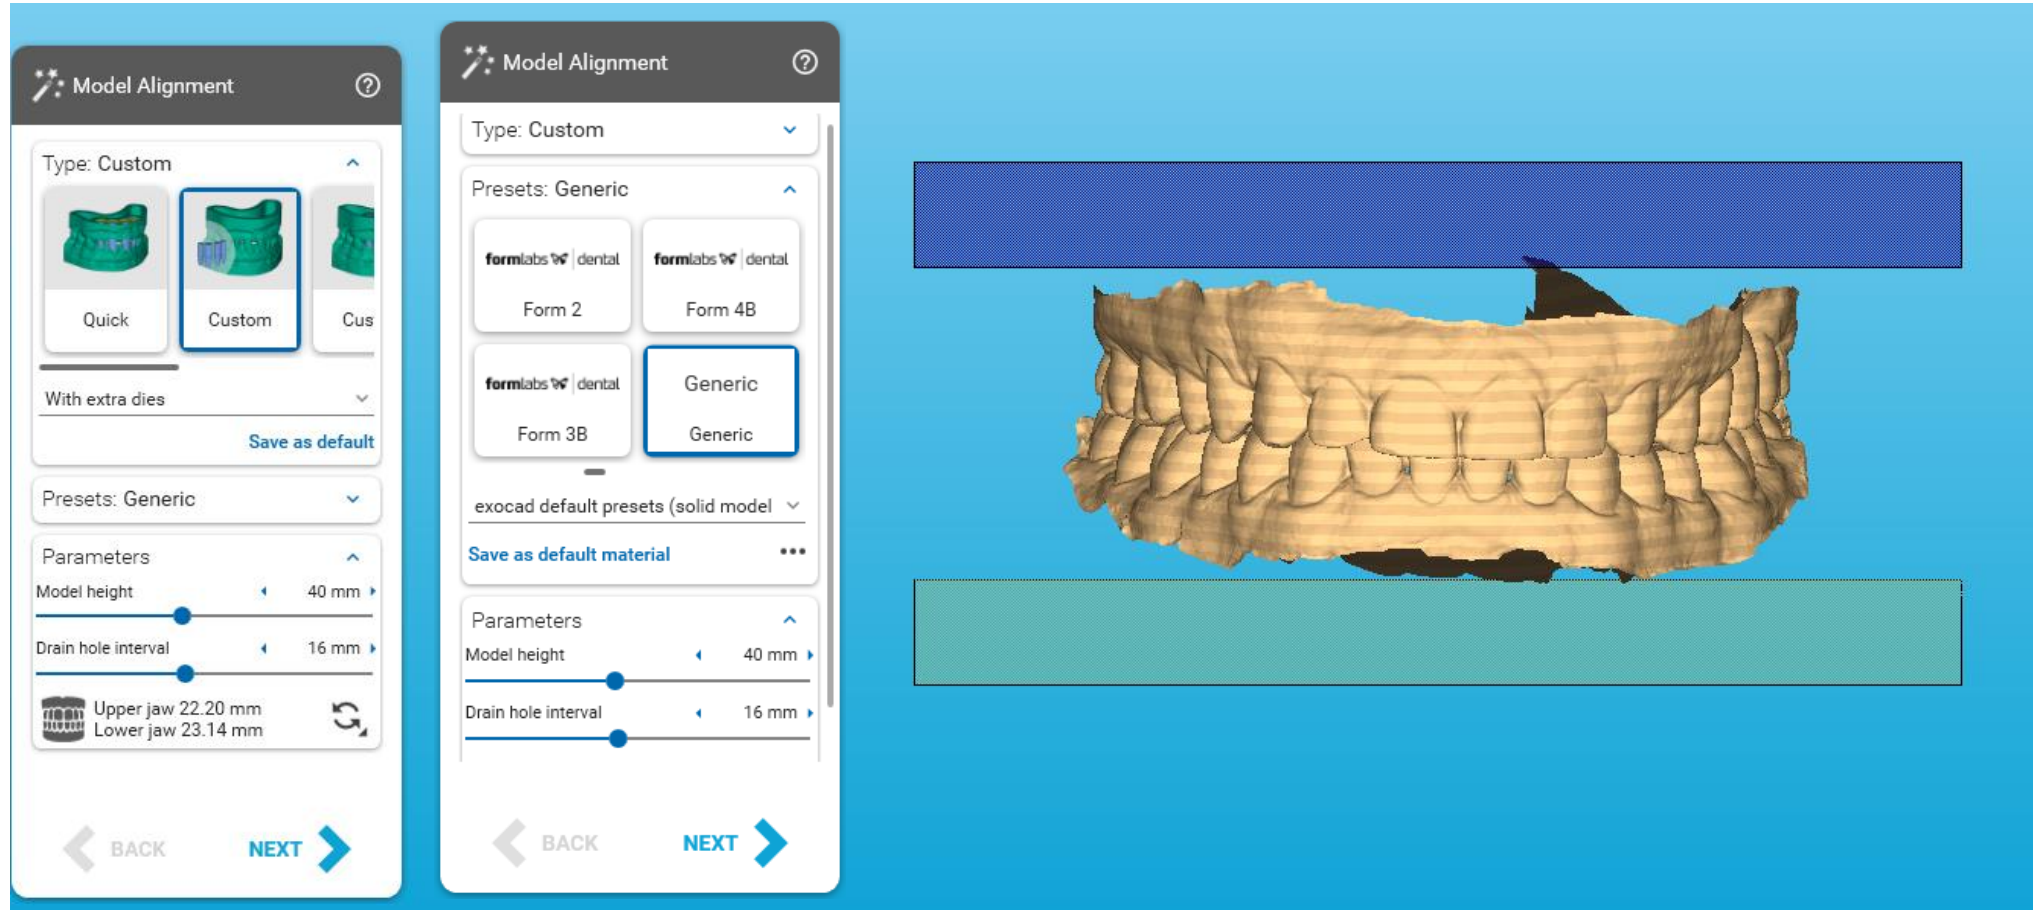 Model Alignment
Type: Custom
Quick
Custom
Cus
With extra dies
Save as default
Presets: Generic
Parameters
Model height 40 mm
Drain hole interval 16 mm
Upper jaw 22.20 mm
Lower jaw 23.14 mm
BACK NEXT
Model Alignment
Type: Custom
Presets: Generic
formlabs dental
Form 2
formlabs dental
Form 4B
formlabs dental
Form 3B
Generic
Generic
exocad default presets (solid model
Save as default material
Parameters
Model height 40 mm
Drain hole interval 16 mm
BACK NEXT